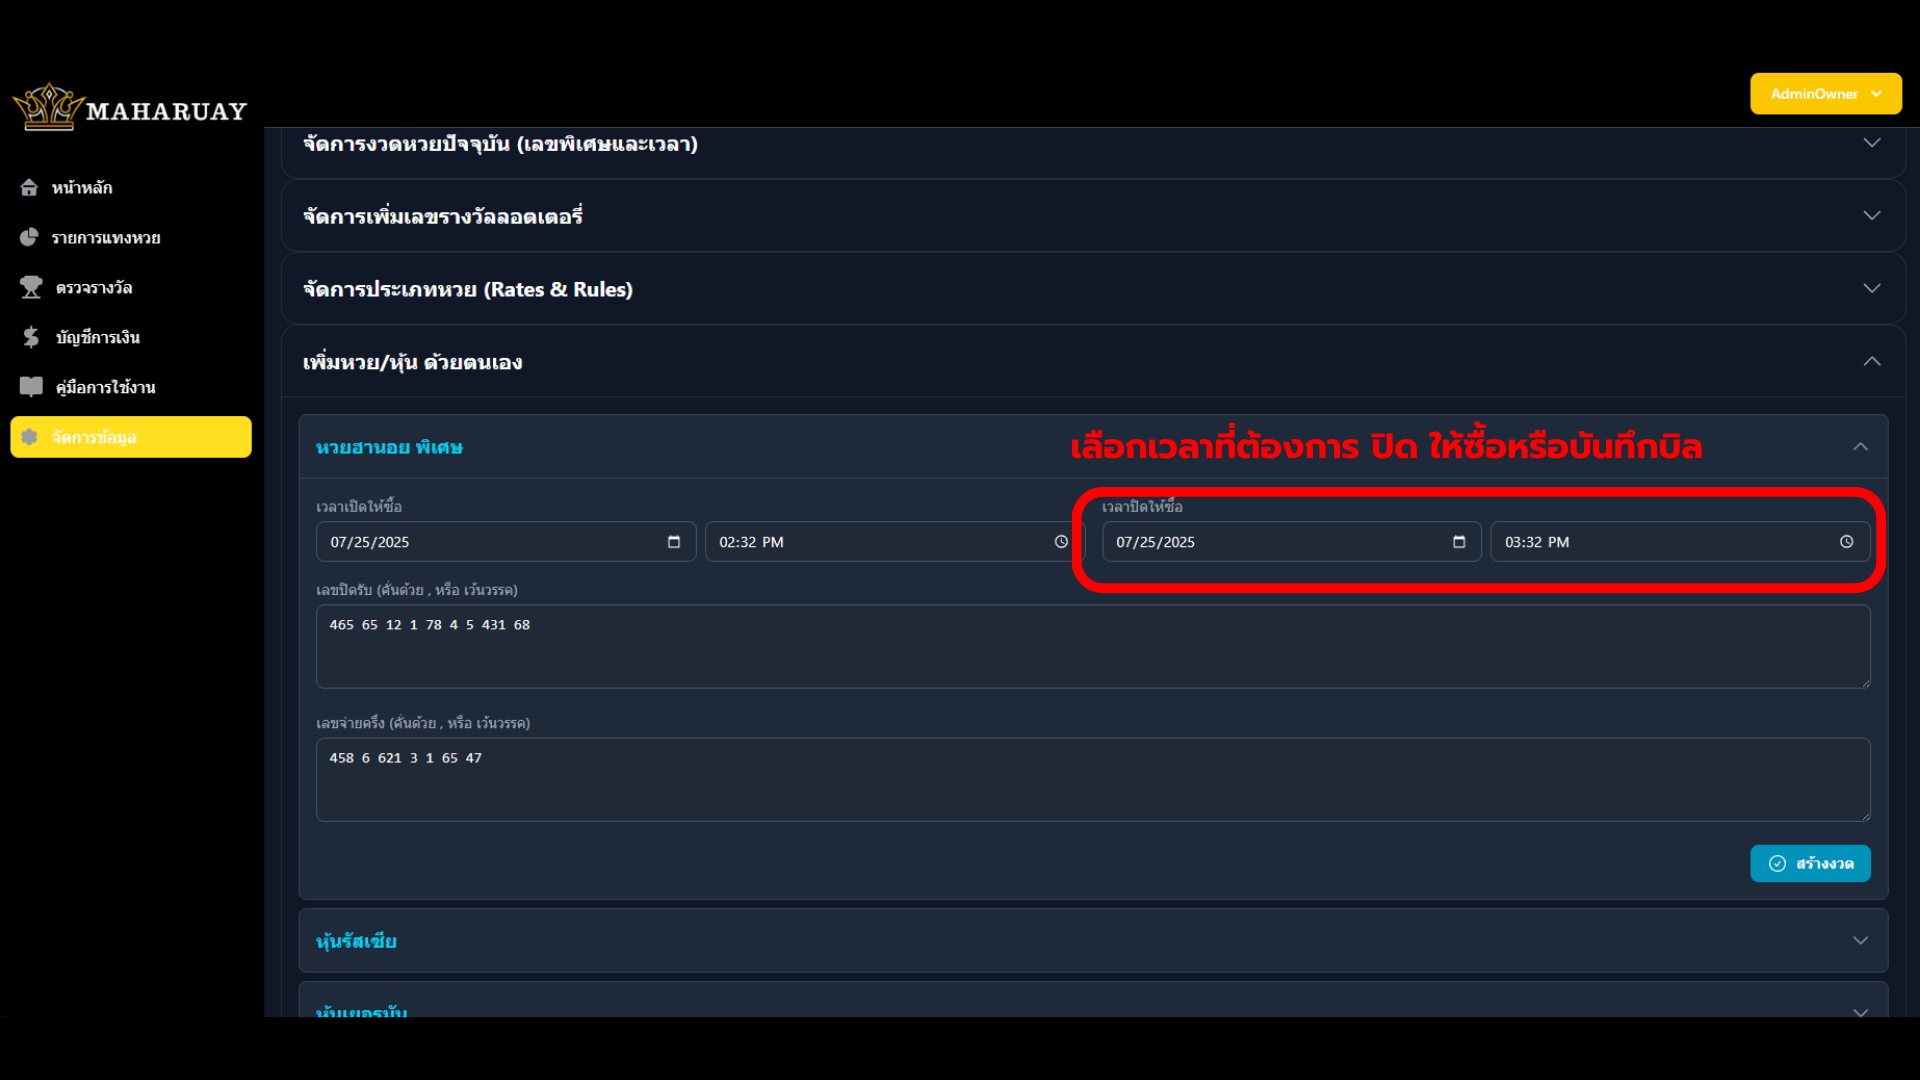 MAHARUAY
AdminOwner
หน้าหลัก
รายการแทงหวย
ตรวจรางวัล
บัญชีการเงิน
คู่มือการใช้งาน
จัดการข้อมูล
จัดการงวดหวยปัจจุบัน (เลขพิเศษและเวลา)
จัดการเพิ่มเลขรางวัลลอตเตอรี่
จัดการประเภทหวย (Rates & Rules)
เพิ่มหวย/หุ้น ด้วยตนเอง
หวยฮานอย พิเศษ
เลือกเวลาที่ต้องการ ปิด ให้ซื้อหรือบันทึกบิล
เวลาเปิดให้ซื้อ
เวลาปิดให้ซื้อ
07/25/2025
02:32 PM
07/25/2025
03:32 PM
เลขปิดรับ (คั่นด้วย , หรือ เว้นวรรค)
465 65 12 1 78 4 5 431 68
เลขจ่ายครึ่ง (คั่นด้วย , หรือ เว้นวรรค)
458 6 621 3 1 65 47
สร้างงวด
หุ้นรัสเซีย
หุ้นเยอรมัน